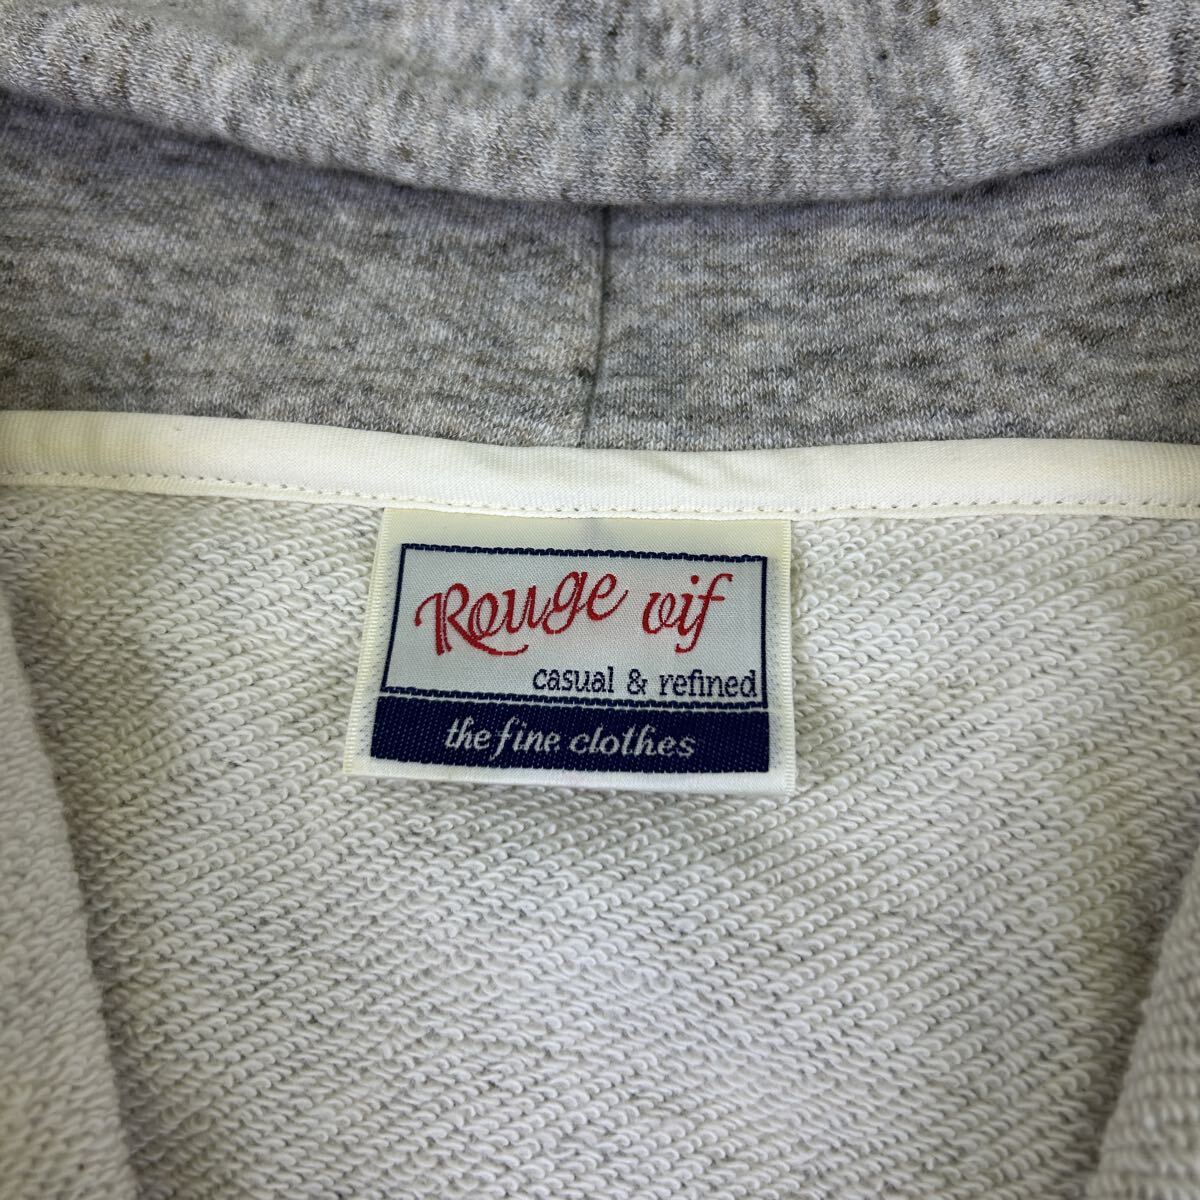 Rouge vif
casual & refined
the fine clothes